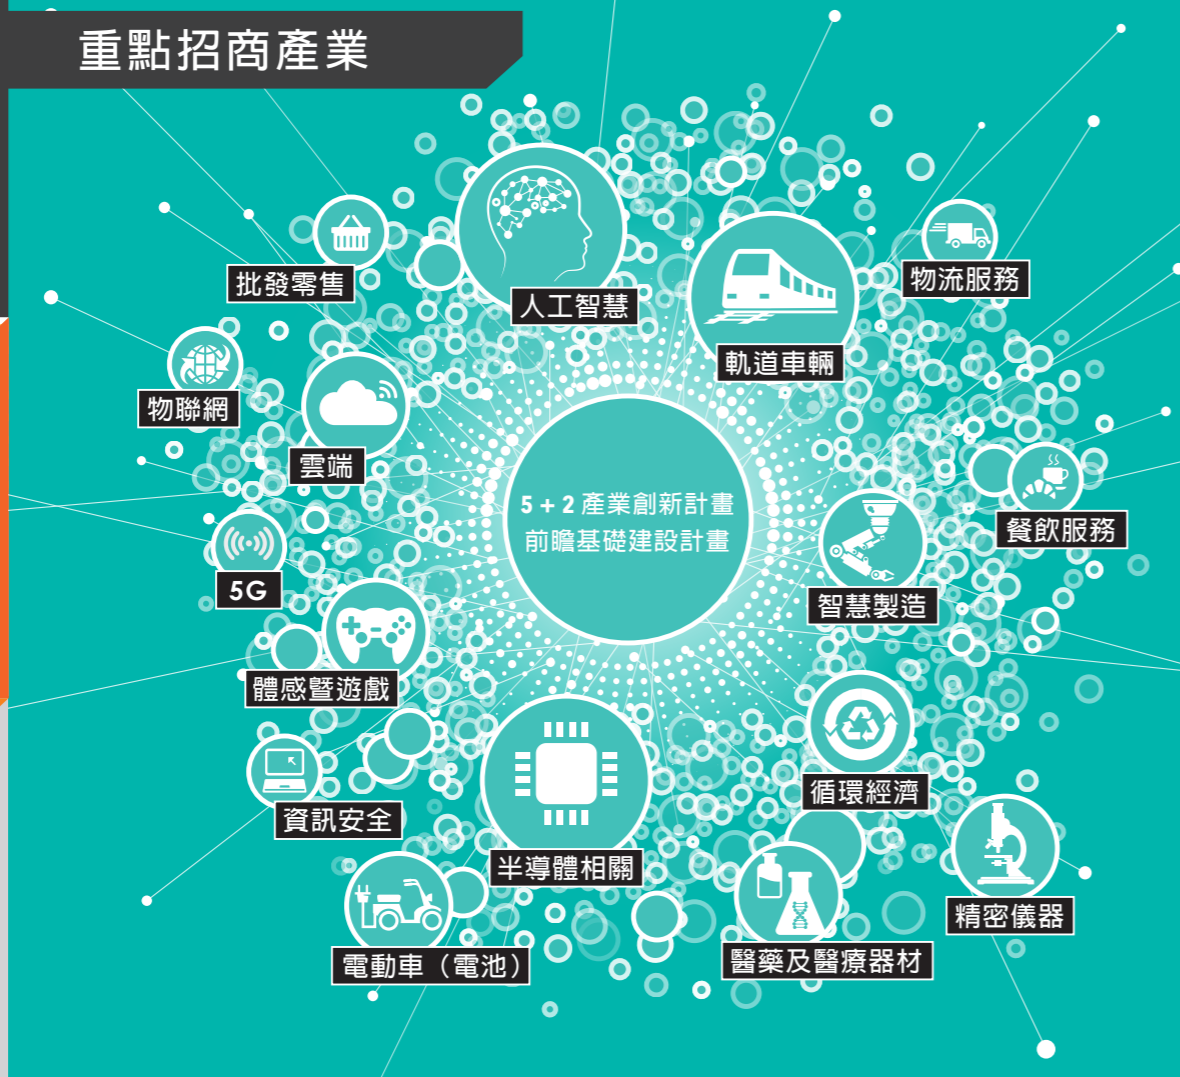 重點招商產業
人工智慧
批發零售
物流服務
軌道車輛
物聯網
雲端
5 + 2 產業創新計畫
前瞻基礎建設計畫
餐飲服務
5G
智慧製造
體感暨遊戲
循環經濟
資訊安全
半導體相關
精密儀器
電動車（電池）
醫藥及醫療器材